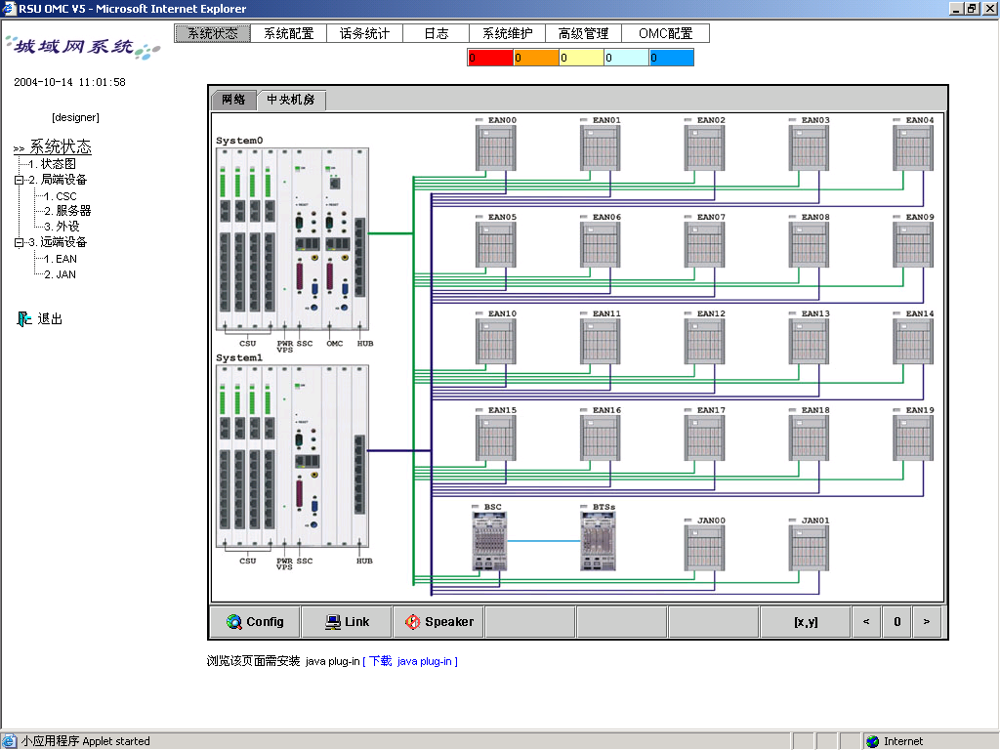 RSU OMC V5 - Microsoft Internet Explorer
城域网系统
系统状态 系统配置 话务统计 日志 系统维护 高级管理 OMC配置
0 0 0 0 0
2004-10-14 11:01:58
[designer]
>> 系统状态
1. 状态图
2. 局端设备
1. CSC
2. 服务器
3. 外设
3. 远端设备
1. EAN
2. JAN
退出
网络 中央机房
System0
CSU PWR SSC OMC HUB
VPS
System1
CSU PWR SSC HUB
VPS
EAN00 EAN01 EAN02 EAN03 EAN04
EAN05 EAN06 EAN07 EAN08 EAN09
EAN10 EAN11 EAN12 EAN13 EAN14
EAN15 EAN16 EAN17 EAN18 EAN19
BSC BTSs JAN00 JAN01
Config Link Speaker [x,y] < 0 >
浏览该页面需安装 java plug-in [ 下载 java plug-in ]
小应用程序 Applet started Internet